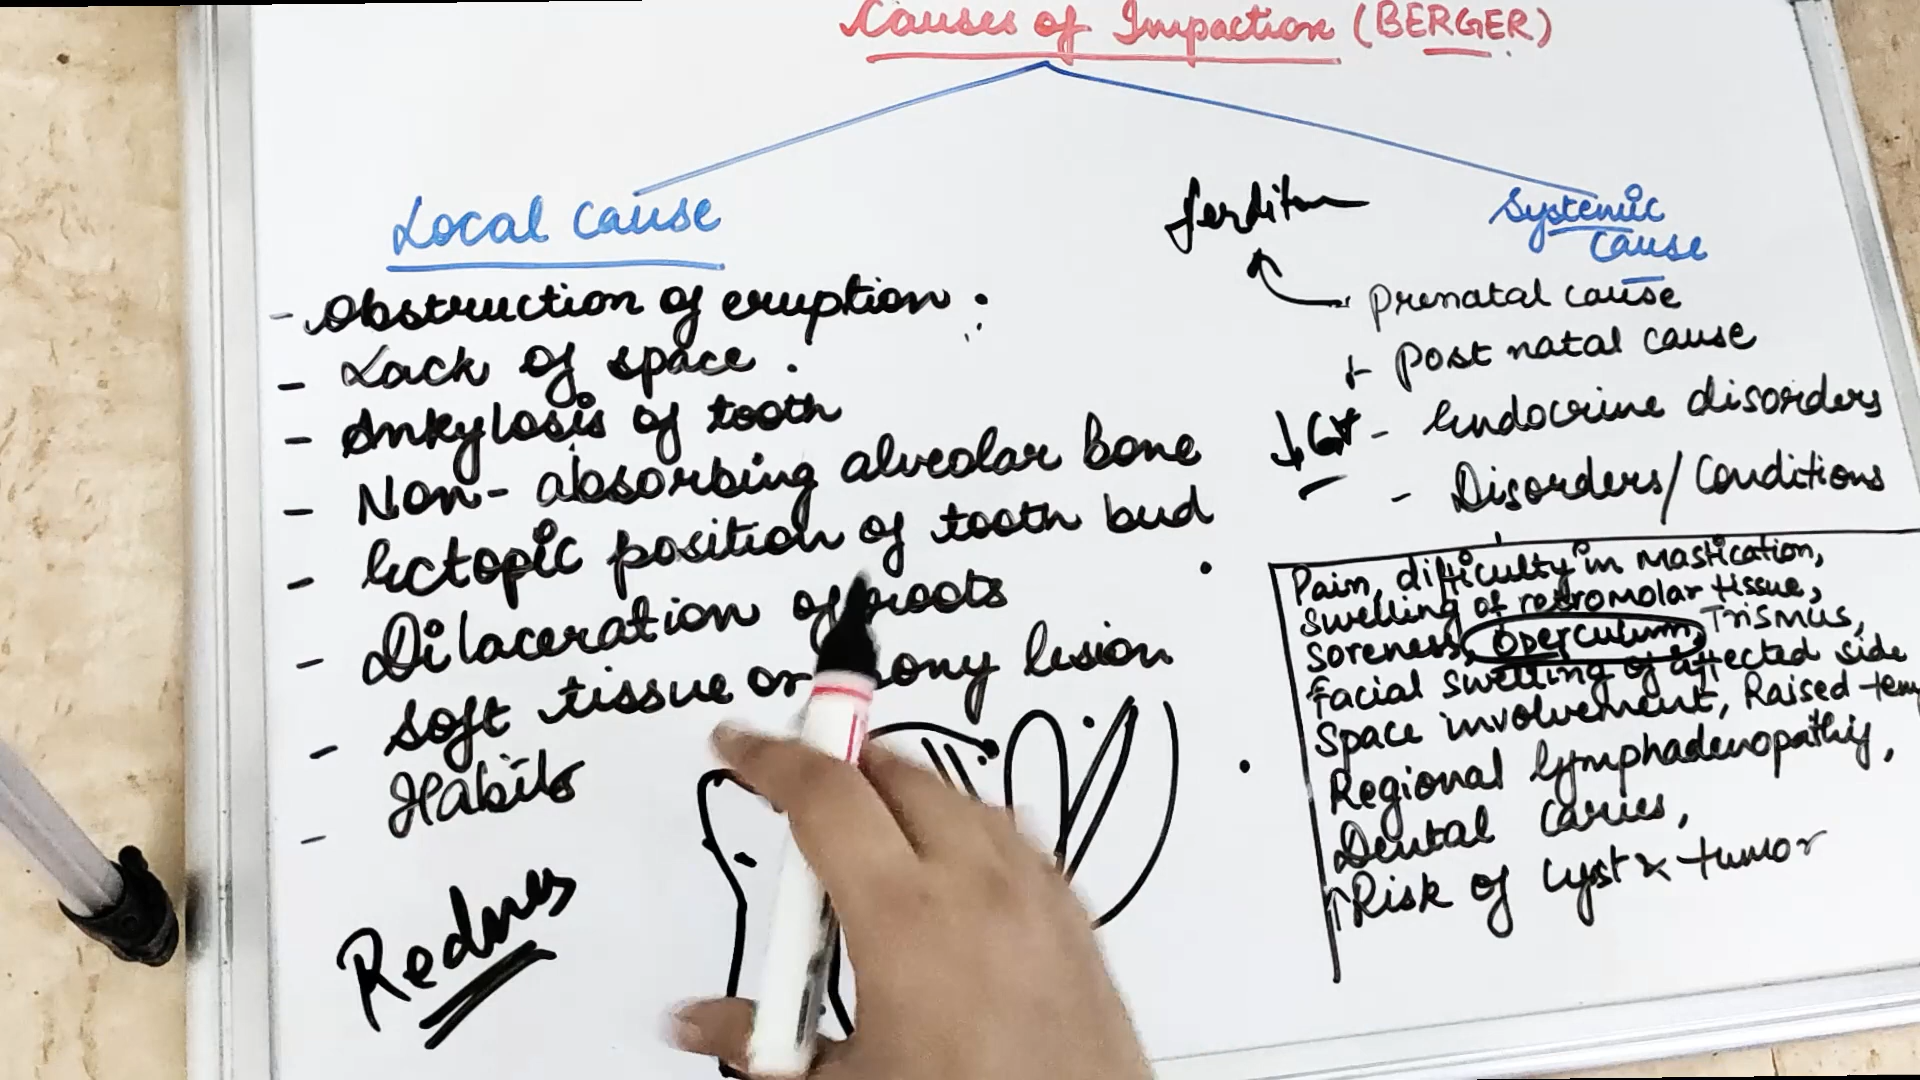 Causes of Impaction (BERGER)
Local cause
- Obstruction of eruption.
- Lack of space.
- Ankylosis of tooth
- Non-absorbing alveolar bone
- Ectopic position of tooth bud
- Dilaceration of roots
- Soft tissue or bony lesion
- Habits
Redness
Systemic
cause
Prenatal cause
Post natal cause
- Endocrine disorders
- Disorders/Conditions
Pain, difficulty in mastication,
swelling of retromolar tissue,
Soreness, operculum, Trismus,
facial swelling of affected side
Space involvement, Raised tem
Regional lymphadenopathy,
Dental caries,
↑Risk of cyst & tumor